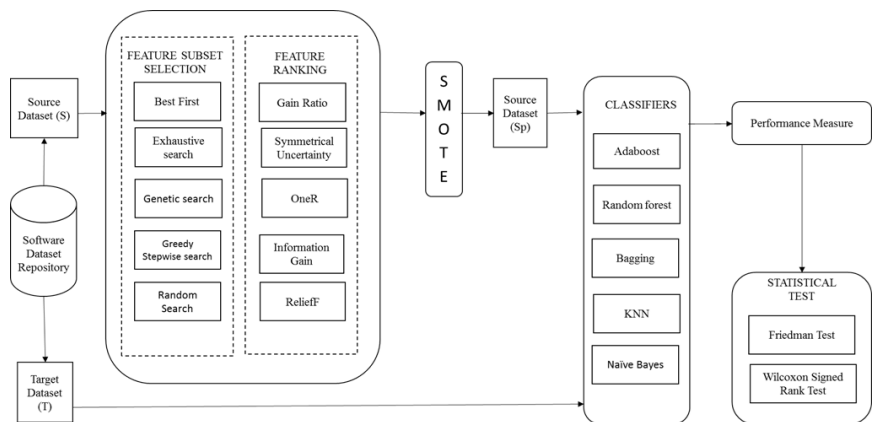 Source
Dataset (S)
Software
Dataset
Repository
Target
Dataset
(T)
FEATURE SUBSET
SELECTION
Best First
Exhaustive
search
Genetic search
Greedy
Stepwise search
Random
Search
FEATURE
RANKING
Gain Ratio
Symmetrical
Uncertainty
OneR
Information
Gain
ReliefF
S
M
O
T
E
Source
Dataset
(Sp)
CLASSIFIERS
Adaboost
Random forest
Bagging
KNN
Naïve Bayes
Performance Measure
STATISTICAL
TEST
Friedman Test
Wilcoxon Signed
Rank Test